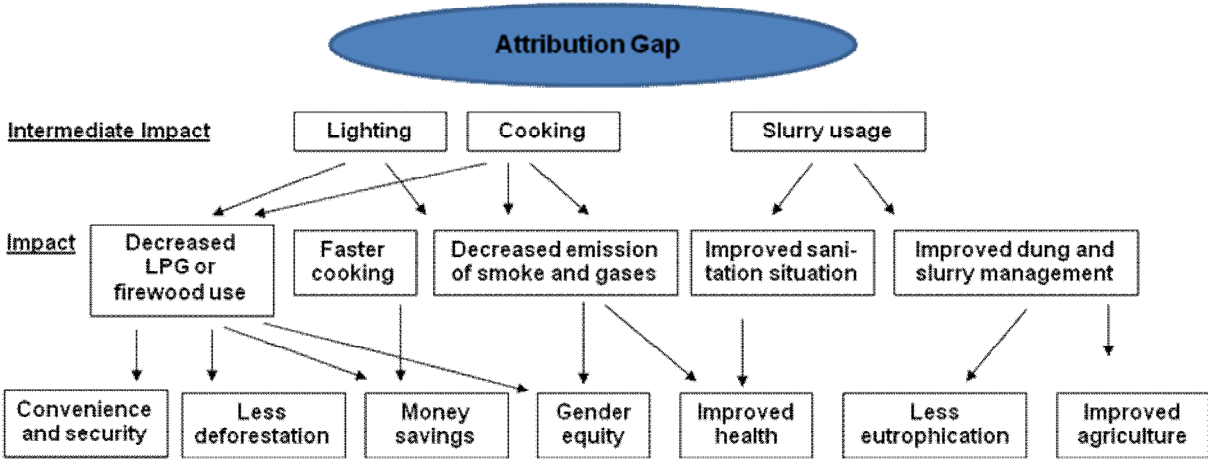 Attribution Gap
Intermediate Impact
Lighting
Cooking
Slurry usage
Impact
Decreased
LPG or
firewood use
Faster
cooking
Decreased emission
of smoke and gases
Improved sani-
tation situation
Improved dung and
slurry management
Convenience
and security
Less
deforestation
Money
savings
Gender
equity
Improved
health
Less
eutrophication
Improved
agriculture